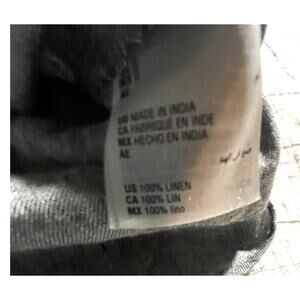 US MADE IN INDIA
CA FABRIQUE EN INDE
MX HECHO EN INDIA
AE
US 100% LINEN
CA 100% LIN
MX 100% lino